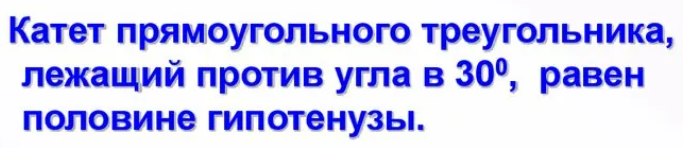 Катет прямоугольного треугольника,
лежащий против угла в 30⁰, равен
половине гипотенузы.